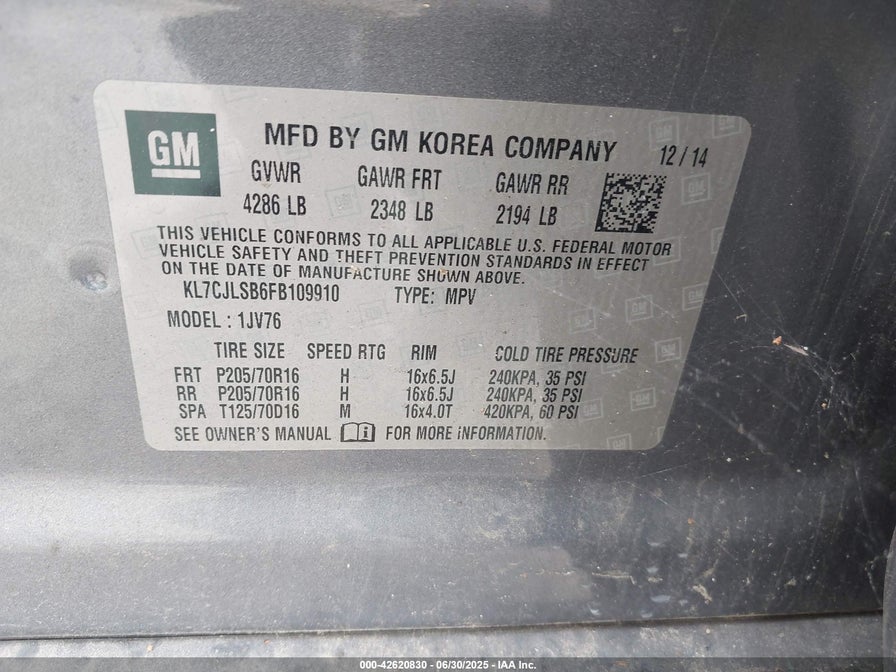 GM
MFD BY GM KOREA COMPANY 12 / 14
GVWR GAWR FRT GAWR RR
4286 LB 2348 LB 2194 LB
THIS VEHICLE CONFORMS TO ALL APPLICABLE U.S. FEDERAL MOTOR
VEHICLE SAFETY AND THEFT PREVENTION STANDARDS IN EFFECT
ON THE DATE OF MANUFACTURE SHOWN ABOVE.
KL7CJLSB6FB109910 TYPE: MPV
MODEL : 1JV76
TIRE SIZE SPEED RTG RIM COLD TIRE PRESSURE
FRT P205/70R16 H 16x6.5J 240KPA, 35 PSI
RR P205/70R16 H 16x6.5J 240KPA, 35 PSI
SPA T125/70D16 M 16x4.0T 420KPA, 60 PSI
SEE OWNER'S MANUAL FOR MORE INFORMATION.
000-42620830 - 06/30/2025 - IAA Inc.